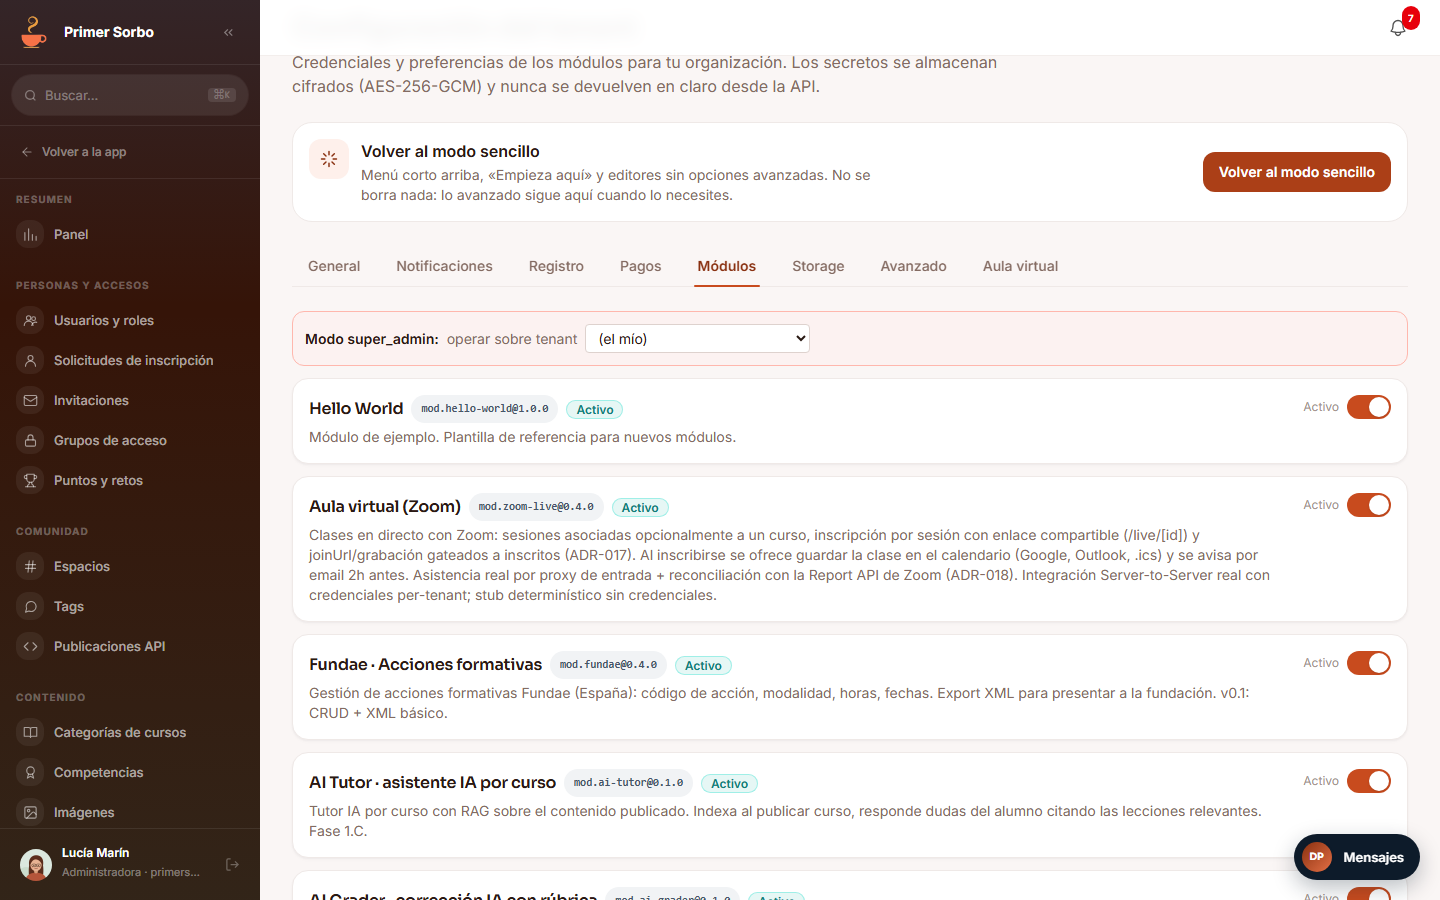 Primer Sorbo
«
Buscar...
⌘K
Volver a la app
RESUMEN
Panel
PERSONAS Y ACCESOS
Usuarios y roles
Solicitudes de inscripción
Invitaciones
Grupos de acceso
Puntos y retos
COMUNIDAD
Espacios
Tags
Publicaciones API
CONTENIDO
Categorías de cursos
Competencias
Imágenes
Lucía Marín
Administradora · primers...
7
Credenciales y preferencias de los módulos para tu organización. Los secretos se almacenan
cifrados (AES-256-GCM) y nunca se devuelven en claro desde la API.
Volver al modo sencillo
Menú corto arriba, «Empieza aquí» y editores sin opciones avanzadas. No se
borra nada: lo avanzado sigue aquí cuando lo necesites.
Volver al modo sencillo
General Notificaciones Registro Pagos Módulos Storage Avanzado Aula virtual
Modo super_admin: operar sobre tenant (el mío)
Hello World mod.hello-world@1.0.0 Activo Activo
Módulo de ejemplo. Plantilla de referencia para nuevos módulos.
Aula virtual (Zoom) mod.zoom-live@0.4.0 Activo Activo
Clases en directo con Zoom: sesiones asociadas opcionalmente a un curso, inscripción por sesión con enlace compartible (/live/[id]) y
joinUrl/grabación gateados a inscritos (ADR-017). Al inscribirse se ofrece guardar la clase en el calendario (Google, Outlook, .ics) y se avisa por
email 2h antes. Asistencia real por proxy de entrada + reconciliación con la Report API de Zoom (ADR-018). Integración Server-to-Server real con
credenciales per-tenant; stub determinístico sin credenciales.
Fundae · Acciones formativas mod.fundae@0.4.0 Activo Activo
Gestión de acciones formativas Fundae (España): código de acción, modalidad, horas, fechas. Export XML para presentar a la fundación. v0.1:
CRUD + XML básico.
AI Tutor · asistente IA por curso mod.ai-tutor@0.1.0 Activo Activo
Tutor IA por curso con RAG sobre el contenido publicado. Indexa al publicar curso, responde dudas del alumno citando las lecciones relevantes.
Fase 1.C.
AI Grader · corrección IA con rúbrica mod.ai-grader@0.1.0 Activo Activo
DP Mensajes